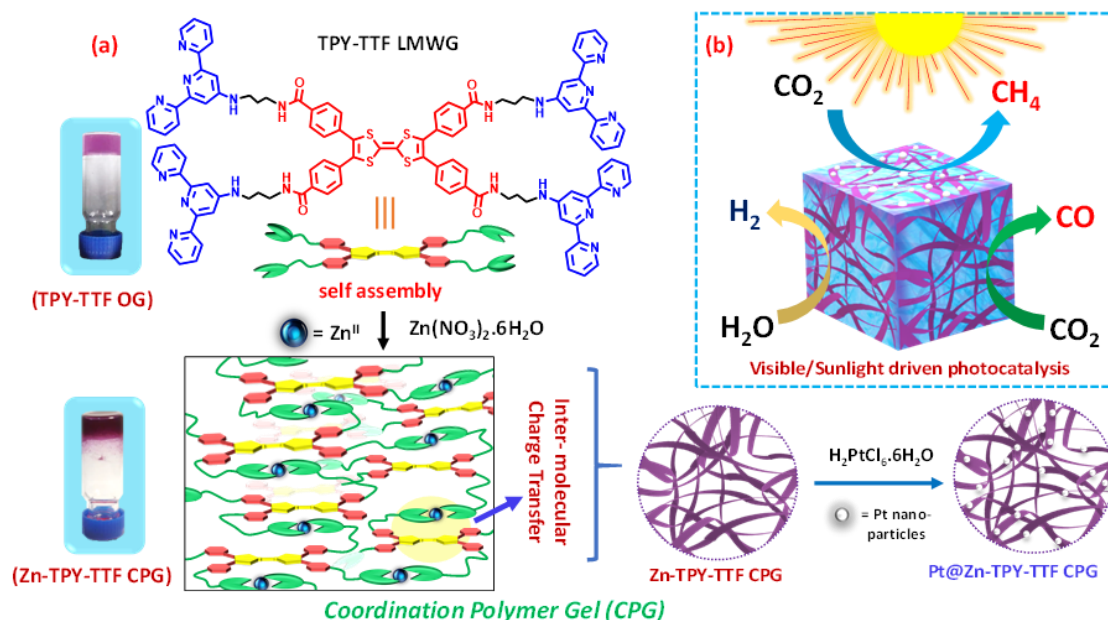 (a)
TPY-TTF LMWG
N
N
N
N
H
N
H
O
O
N
H
H
N
N
N
N
S
S
S
S
N
N
N
N
H
N
H
O
O
N
H
H
N
N
N
N
(TPY-TTF OG)
self assembly
= Zn^II
Zn(NO3)2.6H2O
(Zn-TPY-TTF CPG)
Inter-molecular
Charge Transfer
Coordination Polymer Gel (CPG)
(b)
CO2
CH4
H2
CO
H2O
CO2
Visible/Sunlight driven photocatalysis
H2PtCl6.6H2O
= Pt nano-
particles
Zn-TPY-TTF CPG
Pt@Zn-TPY-TTF CPG